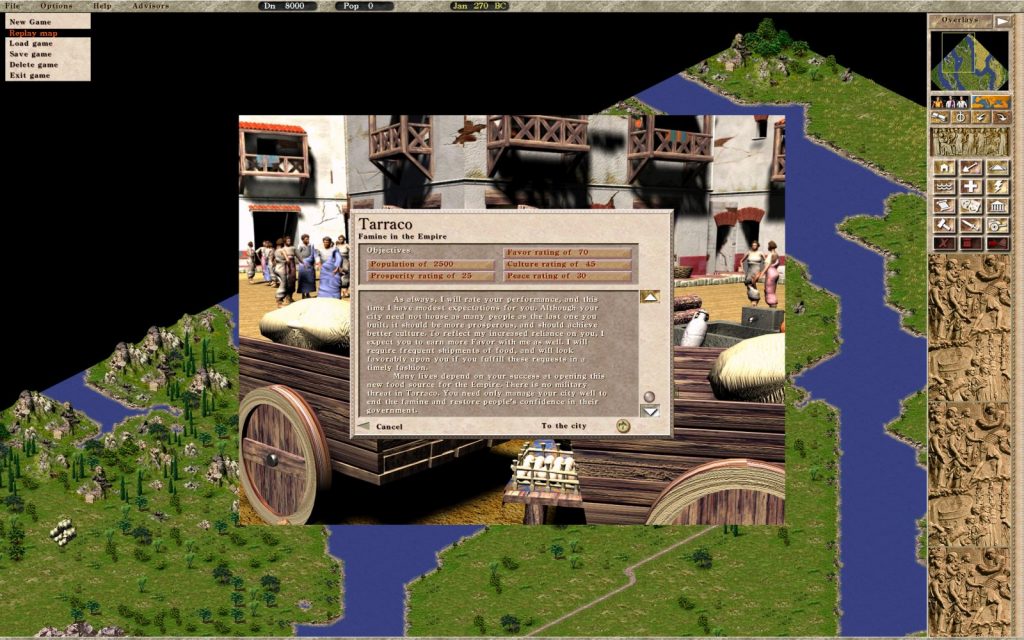 File Options Help Advisors Dn 8000 Pop 0 Jan 270 BC
New Game
Replay map
Load game
Save game
Delete game
Exit game
Overlays
Tarraco
Famine in the Empire
Objectives
Favor rating of 70
Population of 2500
Culture rating of 45
Prosperity rating of 25
Peace rating of 30
As always, I will rate your performance, and this
time I have modest expectations for you. Although your
city need not house as many people as the last one you
built, it should be more prosperous, and should achieve
better culture. To reflect my increased reliance on you, I
expect you to earn more Favor with me as well. I will
require frequent shipments of food, and will look
favorably upon you if you fulfill these requests in a
timely fashion.
Many lives depend on your success at opening this
new food source for the Empire. There is no military
threat in Tarraco. You need only manage your city well to
end the famine and restore people's confidence in their
government.
Cancel
To the city